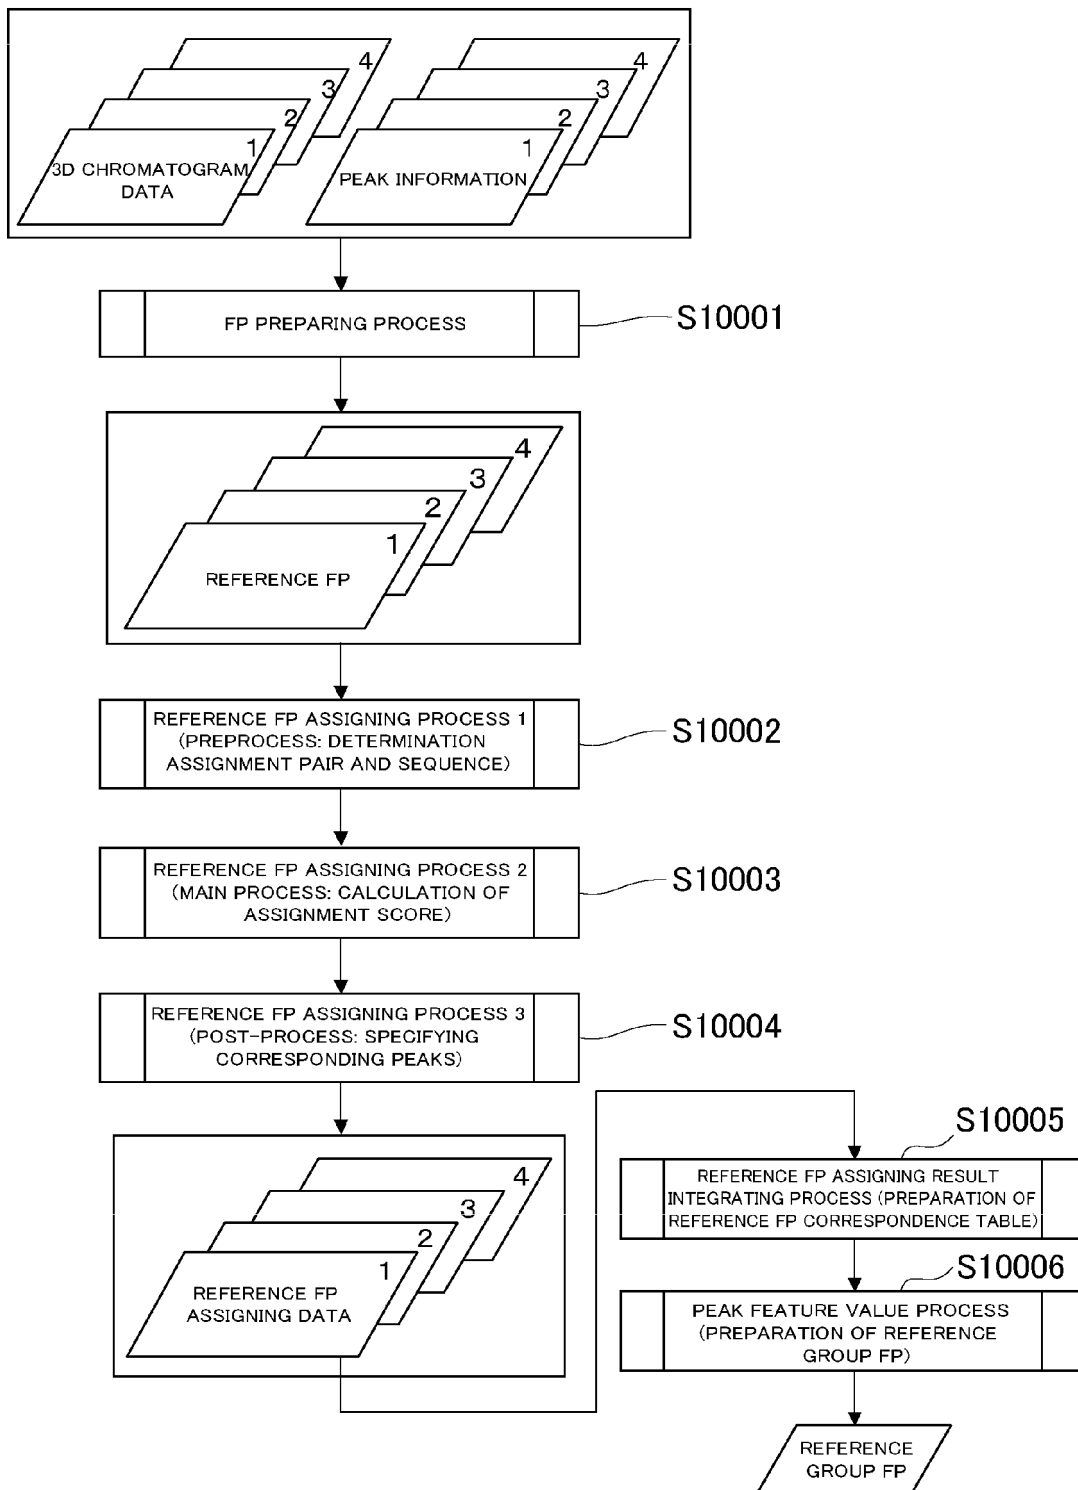 4
3
2
1
3D CHROMATOGRAM
DATA
4
3
2
1
PEAK INFORMATION
FP PREPARING PROCESS
S10001
4
3
2
1
REFERENCE FP
REFERENCE FP ASSIGNING PROCESS 1
(PREPROCESS: DETERMINATION
ASSIGNMENT PAIR AND SEQUENCE)
S10002
REFERENCE FP ASSIGNING PROCESS 2
(MAIN PROCESS: CALCULATION OF
ASSIGNMENT SCORE)
S10003
REFERENCE FP ASSIGNING PROCESS 3
(POST-PROCESS: SPECIFYING
CORRESPONDING PEAKS)
S10004
4
3
2
1
REFERENCE FP
ASSIGNING DATA
S10005
REFERENCE FP ASSIGNING RESULT
INTEGRATING PROCESS (PREPARATION OF
REFERENCE FP CORRESPONDENCE TABLE)
S10006
PEAK FEATURE VALUE PROCESS
(PREPARATION OF REFERENCE
GROUP FP)
REFERENCE
GROUP FP